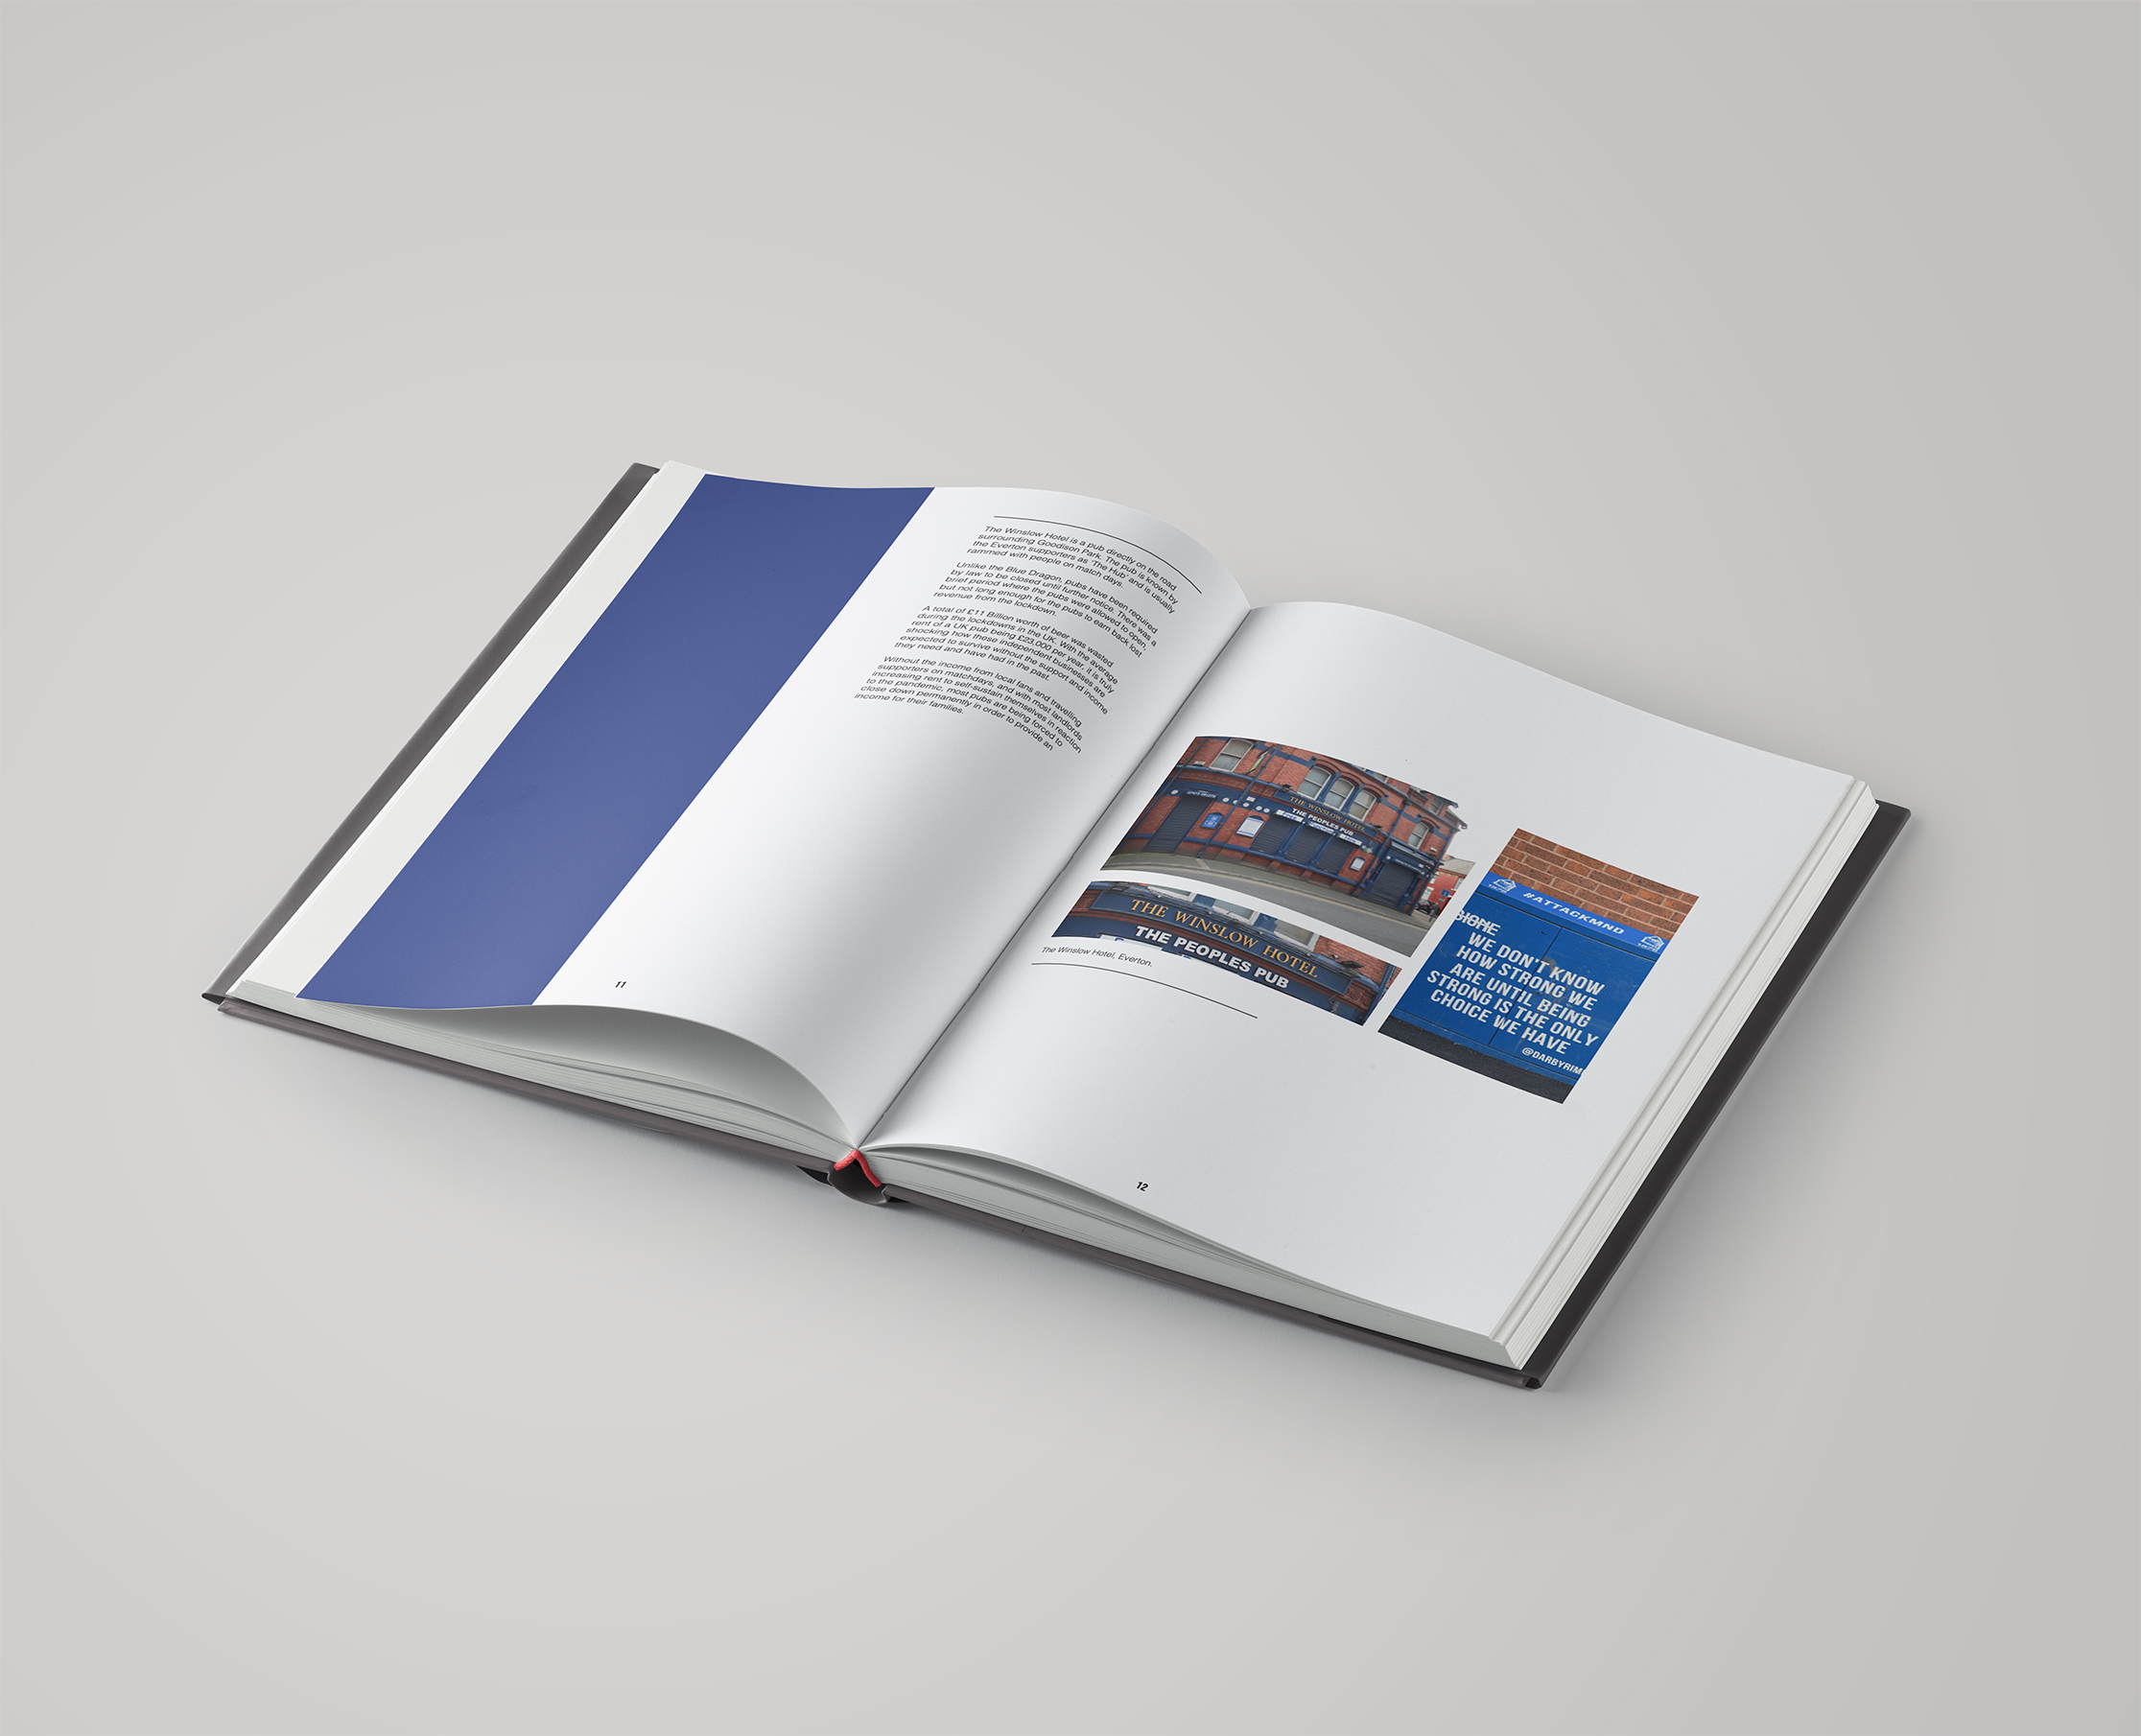 The Winslow Hotel is a pub directly on the road
surrounding Goodison Park. The pub is known by
the Everton supporters as 'The Hub' and is usually
rammed with people on match days.
Unlike the Blue Dragon, pubs have been required
by law to be closed until further notice. There was a
brief period where the pubs were allowed to open,
but not long enough for the pubs to earn back lost
revenue from the lockdown.
A total of £11 Billion worth of beer was wasted
during the lockdowns in the UK. With the average
rent of a UK pub being £23,000 per year, it is truly
shocking how these independent businesses are
expected to survive without the support and income
they need and have had in the past.
Without the income from local fans and travelling
supporters on matchdays, and with most landlords
increasing rent to self-sustain themselves in reaction
to the pandemic, most pubs are being forced to
close down permanently in order to provide an
income for their families.
11
THE WINSLOW HOTEL
THE PEOPLES PUB
THE WINSLOW HOTEL
THE PEOPLES PUB
The Winslow Hotel, Everton.
#ATTACKMND
WE DON'T KNOW
HOW STRONG WE
ARE UNTIL BEING
STRONG IS THE ONLY
CHOICE WE HAVE
@DARBYRIM
12